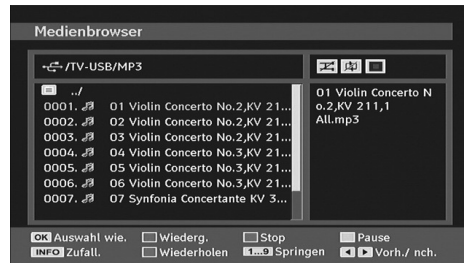 Medienbrowser
/TV-USB/MP3
../
0001. 01 Violin Concerto No.2,KV 21...
0002. 02 Violin Concerto No.2,KV 21...
0003. 03 Violin Concerto No.2,KV 21...
0004. 04 Violin Concerto No.3,KV 21...
0005. 05 Violin Concerto No.3,KV 21...
0006. 06 Violin Concerto No.3,KV 21...
0007. 07 Synfonia Concertante KV 3...
01 Violin Concerto N
o.2,KV 211,1
All.mp3
OK Auswahl wie. Wiederg. Stop Pause
INFO Zufall. Wiederholen 1...9 Springen Vorh./ nch.